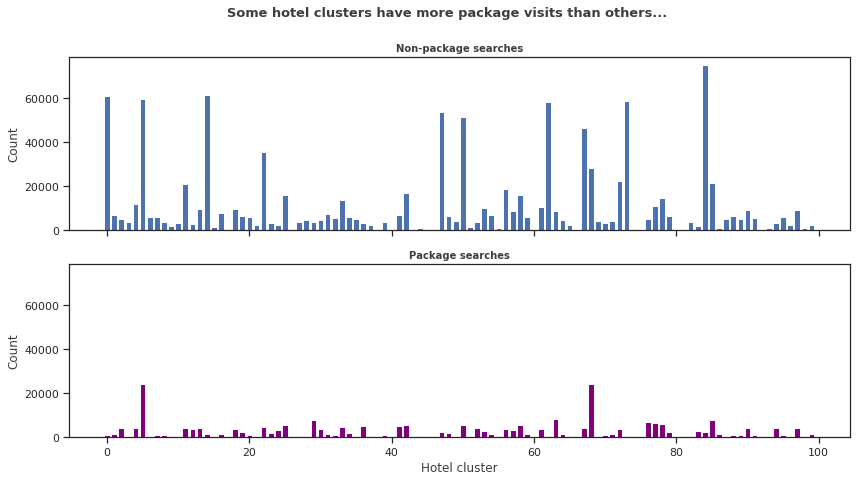 Some hotel clusters have more package visits than others...
Non-package searches
Count
60000
40000
20000
0
Package searches
Count
60000
40000
20000
0
0 20 40 60 80 100
Hotel cluster